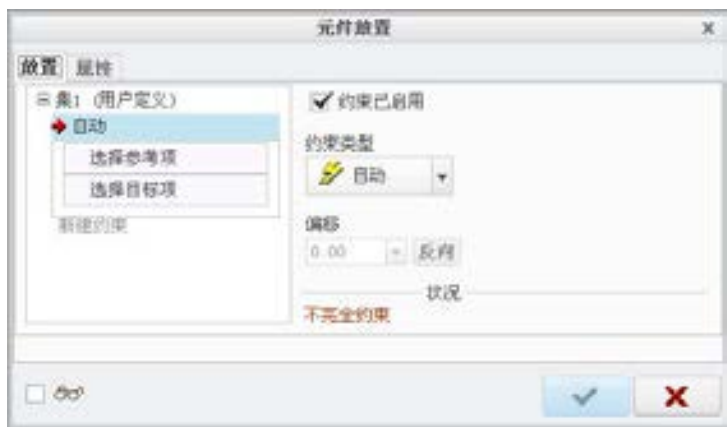 元件放置
放置 属性
集1 (用户定义)
自动
选择参考项
选择目标项
新建约束
约束已启用
约束类型
自动
偏移
0.00 反向
状况
不完全约束